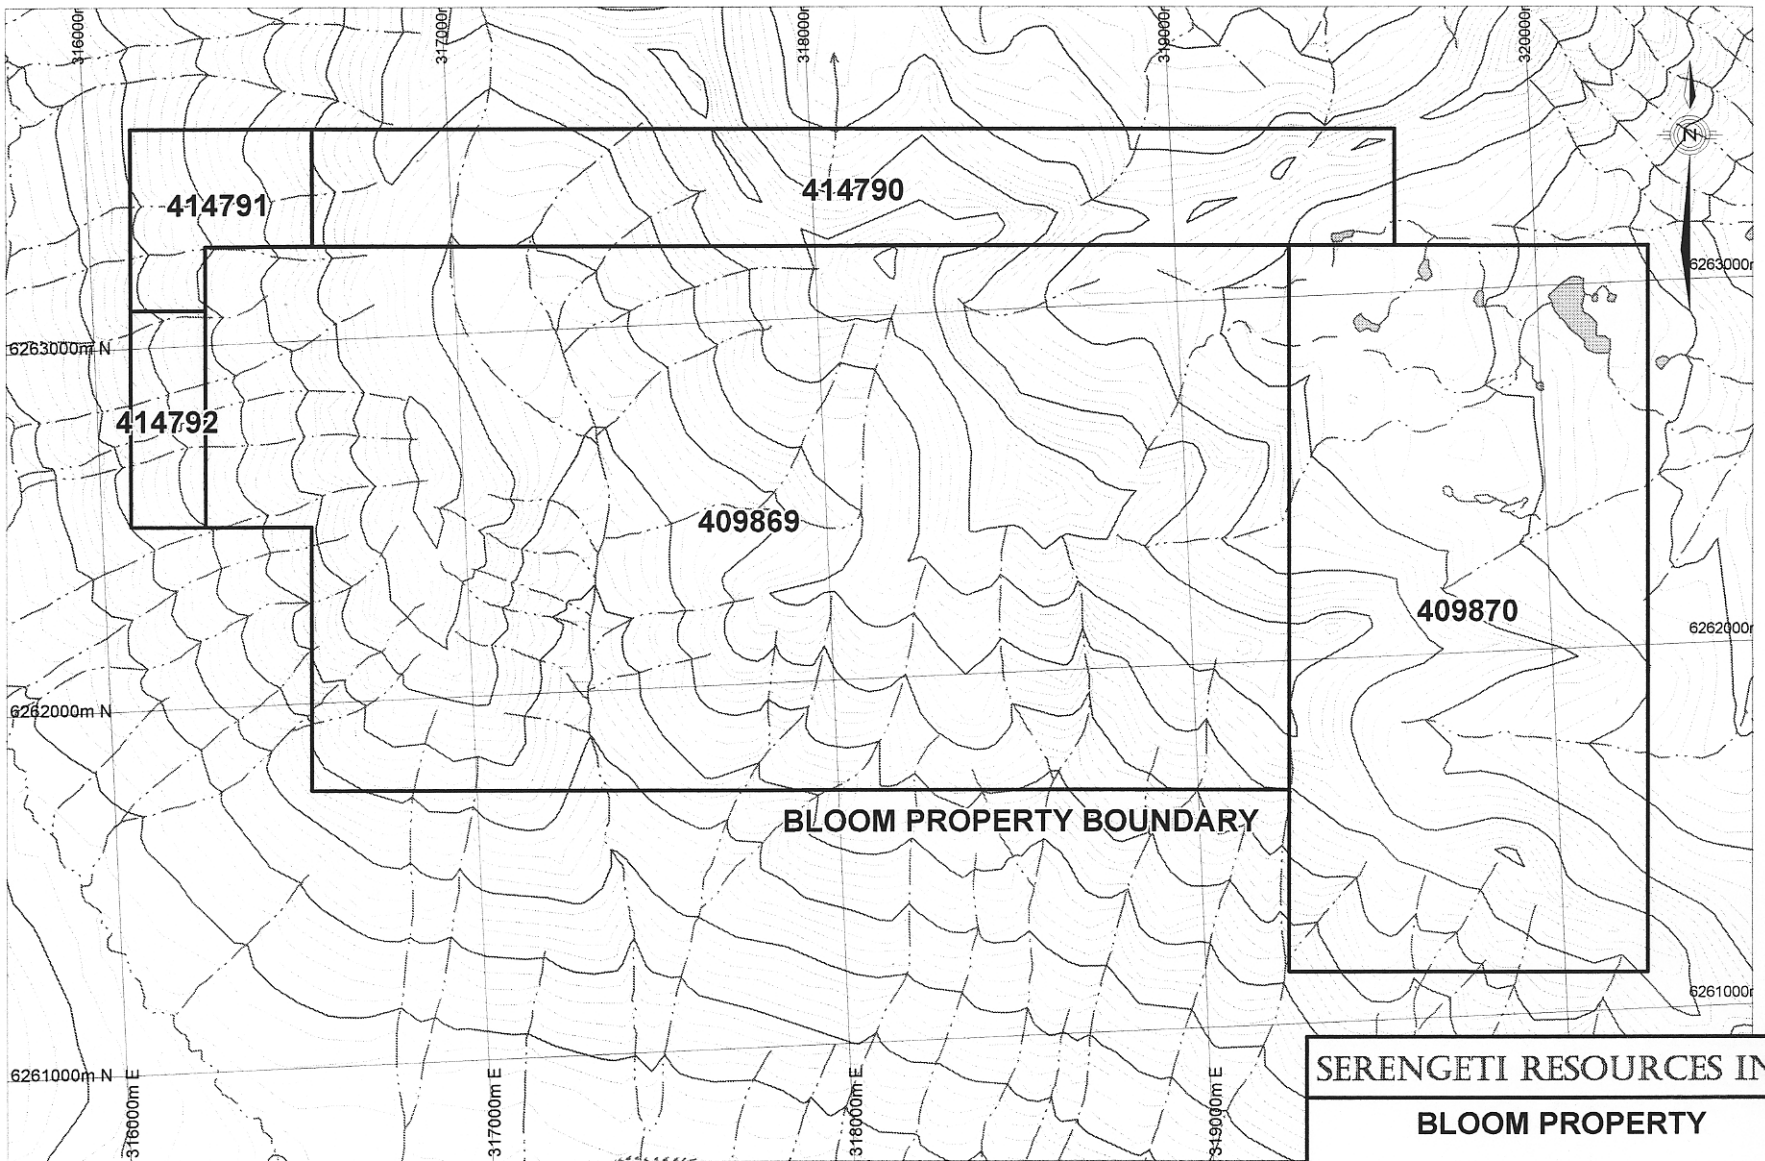 316000m
317000m
318000m
319000m
320000m
N
414791
414790
6263000m
6263000m N
414792
409869
409870
6262000m
6262000m N
BLOOM PROPERTY BOUNDARY
6261000m
6261000m N
316000m E
317000m E
318000m E
319000m E
SERENGETI RESOURCES IN
BLOOM PROPERTY